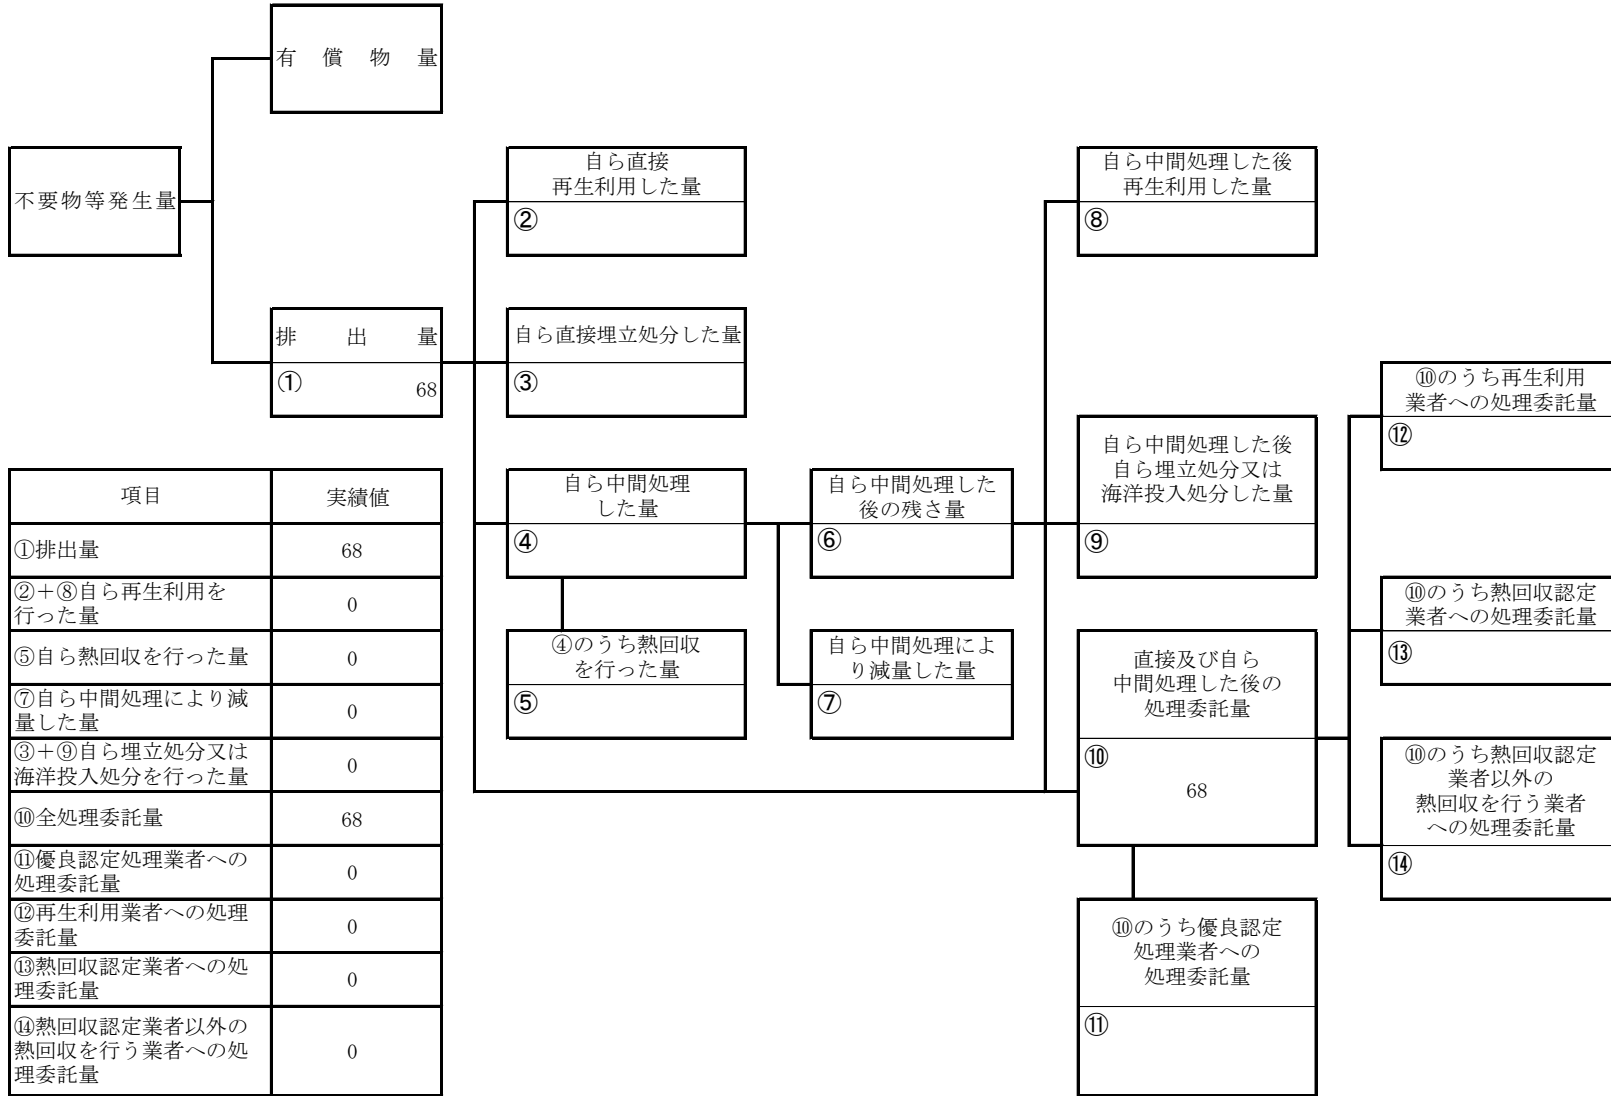 有償物量
不要物等発生量
排出量
①
68
自ら直接
再生利用した量
②
自ら直接埋立処分した量
③
自ら中間処理
した量
④
④のうち熱回収
を行った量
⑤
自ら中間処理した
後の残さ量
⑥
自ら中間処理によ
り減量した量
⑦
自ら中間処理した後
再生利用した量
⑧
自ら中間処理した後
自ら埋立処分又は
海洋投入処分した量
⑨
直接及び自ら
中間処理した後の
処理委託量
⑩
68
⑩のうち優良認定
処理業者への
処理委託量
⑪
⑩のうち再生利用
業者への処理委託量
⑫
⑩のうち熱回収認定
業者への処理委託量
⑬
⑩のうち熱回収認定
業者以外の
熱回収を行う業者
への処理委託量
⑭
項目 実績値
①排出量 68
②＋⑧自ら再生利用を
行った量 0
⑤自ら熱回収を行った量 0
⑦自ら中間処理により減
量した量 0
③＋⑨自ら埋立処分又は
海洋投入処分を行った量 0
⑩全処理委託量 68
⑪優良認定処理業者への
処理委託量 0
⑫再生利用業者への処理
委託量 0
⑬熱回収認定業者への処
理委託量 0
⑭熱回収認定業者以外の
熱回収を行う業者への処
理委託量 0